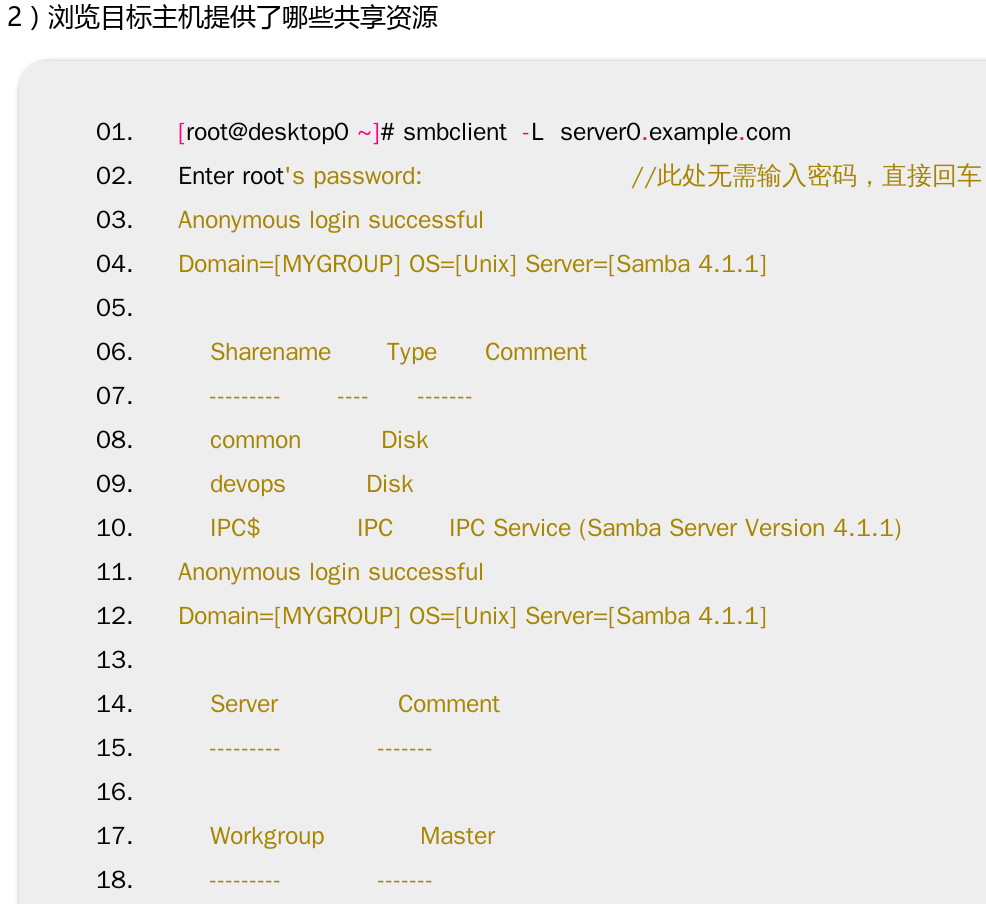 2）浏览目标主机提供了哪些共享资源
01. [root@desktop0 ~]# smbclient -L server0.example.com
02. Enter root's password: //此处无需输入密码，直接回车
03. Anonymous login successful
04. Domain=[MYGROUP] OS=[Unix] Server=[Samba 4.1.1]
05.
06. Sharename Type Comment
07. --------- ---- -------
08. common Disk
09. devops Disk
10. IPC$ IPC IPC Service (Samba Server Version 4.1.1)
11. Anonymous login successful
12. Domain=[MYGROUP] OS=[Unix] Server=[Samba 4.1.1]
13.
14. Server Comment
15. --------- -------
16.
17. Workgroup Master
18. --------- -------